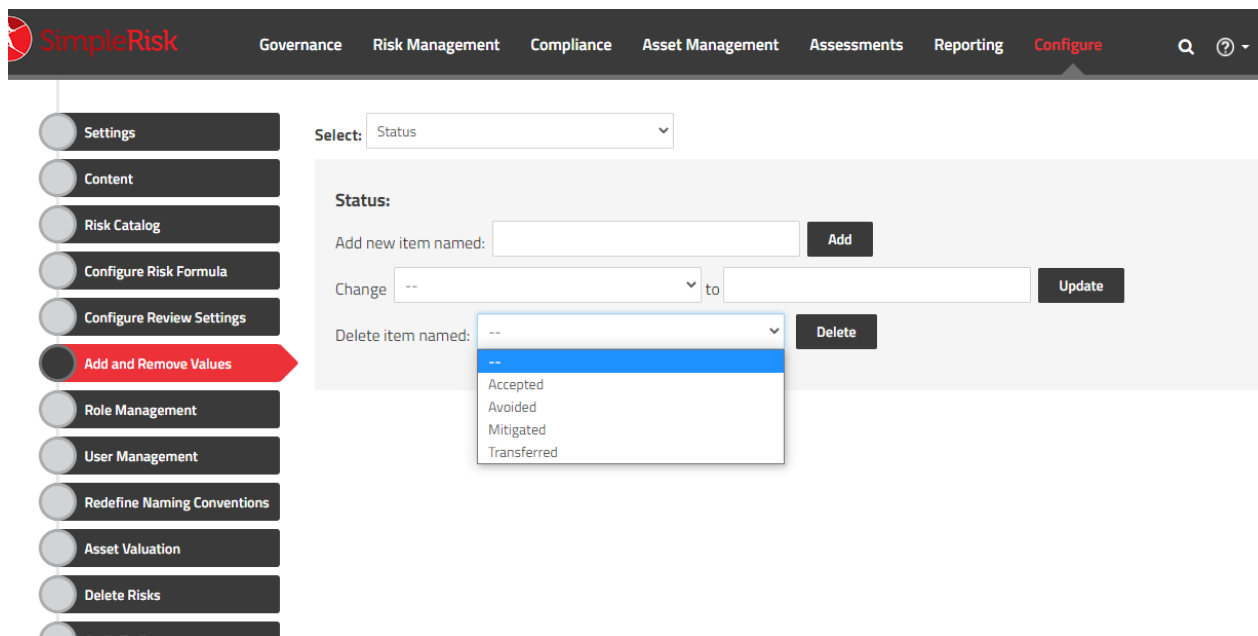 SimpleRisk
Governance Risk Management Compliance Asset Management Assessments Reporting Configure
Settings
Content
Risk Catalog
Configure Risk Formula
Configure Review Settings
Add and Remove Values
Role Management
User Management
Redefine Naming Conventions
Asset Valuation
Delete Risks
Select: Status
Status:
Add new item named: Add
Change -- to Update
Delete item named: -- Delete
--
Accepted
Avoided
Mitigated
Transferred